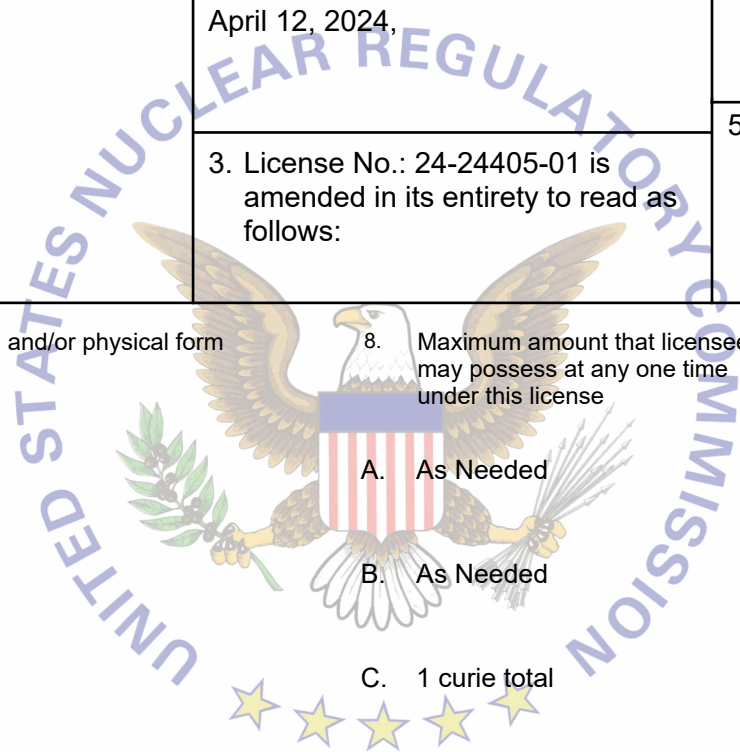 April 12, 2024,
5
3. License No.: 24-24405-01 is
amended in its entirety to read as
follows:
and/or physical form
8. Maximum amount that licensee
may possess at any one time
under this license
A. As Needed
B. As Needed
C. 1 curie total
UNITED STATES NUCLEAR REGULATORY COMMISSION